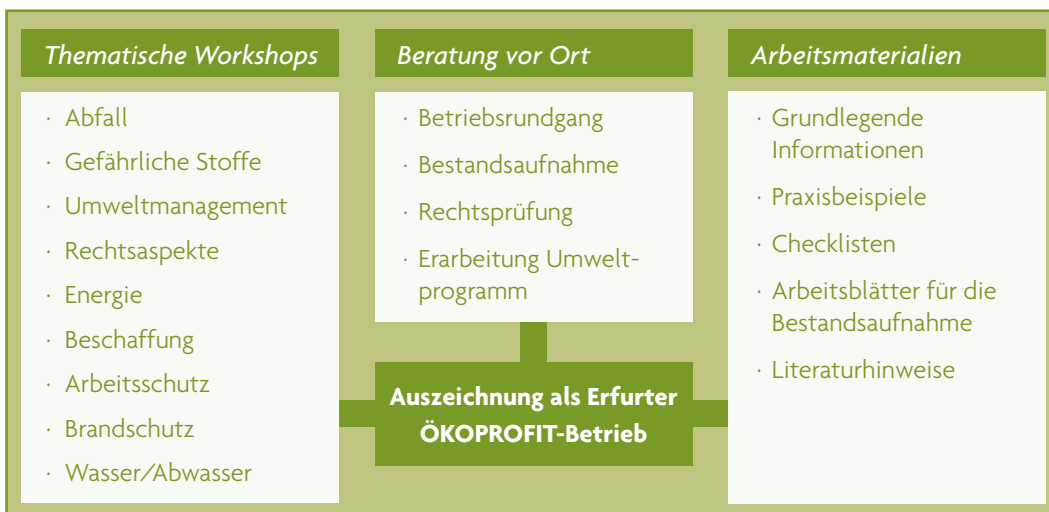 Thematische Workshops
· Abfall
· Gefährliche Stoffe
· Umweltmanagement
· Rechtsaspekte
· Energie
· Beschaffung
· Arbeitsschutz
· Brandschutz
· Wasser/Abwasser
Beratung vor Ort
· Betriebsrundgang
· Bestandsaufnahme
· Rechtsprüfung
· Erarbeitung Umwelt-
programm
Arbeitsmaterialien
· Grundlegende
Informationen
· Praxisbeispiele
· Checklisten
· Arbeitsblätter für die
Bestandsaufnahme
· Literaturhinweise
Auszeichnung als Erfurter
ÖKOPROFIT-Betrieb